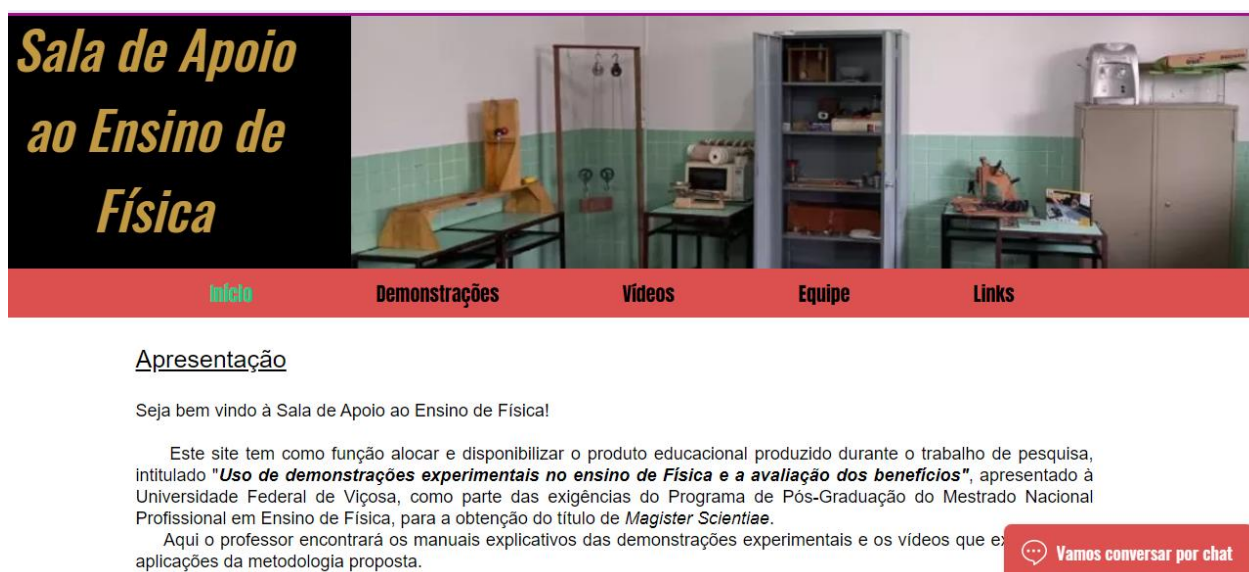 Sala de Apoio
ao Ensino de
Física
Início
Demonstrações
Vídeos
Equipe
Links
Apresentação
Seja bem vindo à Sala de Apoio ao Ensino de Física!
Este site tem como função alocar e disponibilizar o produto educacional produzido durante o trabalho de pesquisa,
intitulado "Uso de demonstrações experimentais no ensino de Física e a avaliação dos benefícios", apresentado à
Universidade Federal de Viçosa, como parte das exigências do Programa de Pós-Graduação do Mestrado Nacional
Profissional em Ensino de Física, para a obtenção do título de Magister Scientiae.
Aqui o professor encontrará os manuais explicativos das demonstrações experimentais e os vídeos que
aplicações da metodologia proposta.
Vamos conversar por chat